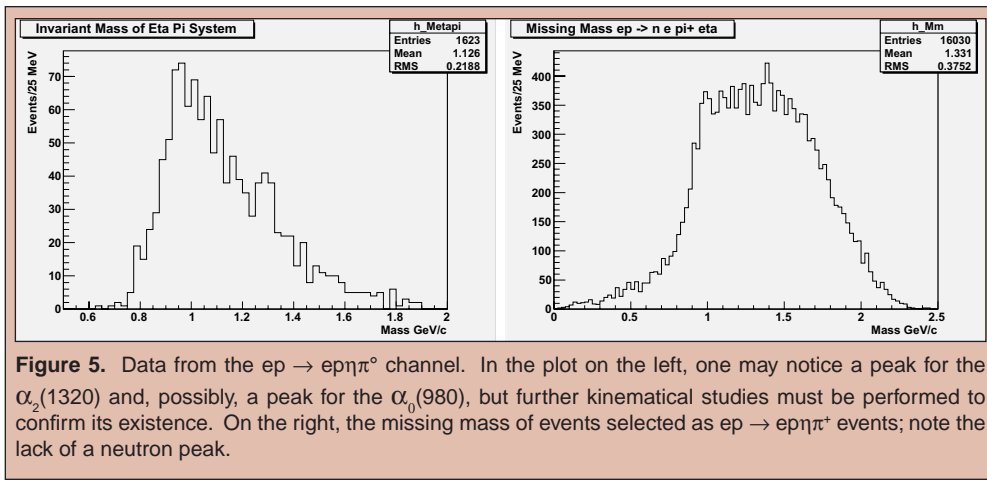 Invariant Mass of Eta Pi System
h_Metapi
Entries 1623
Mean 1.126
RMS 0.2188
Events/25 MeV
70
60
50
40
30
20
10
0
0.6 0.8 1 1.2 1.4 1.6 1.8 2
Mass GeV/c
Missing Mass ep -> n e pi+ eta
h_Mm
Entries 16030
Mean 1.331
RMS 0.3752
Events/25 MeV
400
350
300
250
200
150
100
50
0
0 0.5 1 1.5 2 2.5
Mass GeV/c
Figure 5. Data from the ep → epηπ° channel. In the plot on the left, one may notice a peak for the
α2(1320) and, possibly, a peak for the α0(980), but further kinematical studies must be performed to
confirm its existence. On the right, the missing mass of events selected as ep → epηπ+ events; note the
lack of a neutron peak.